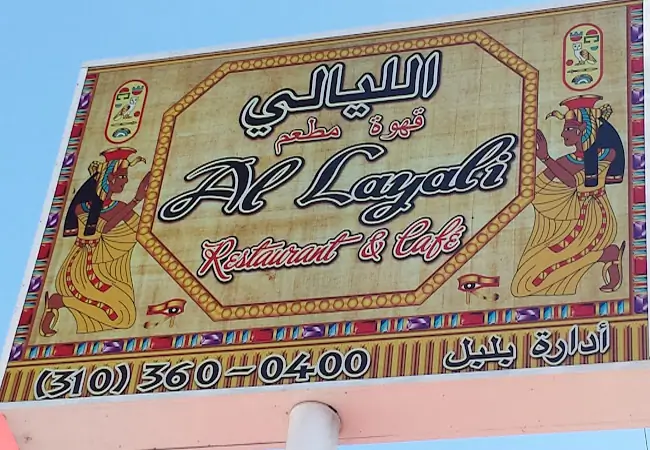 الليالي
قهوة مطعم
Al Layali
Restaurant & Café
(310) 360-0400 أدارة بلبل